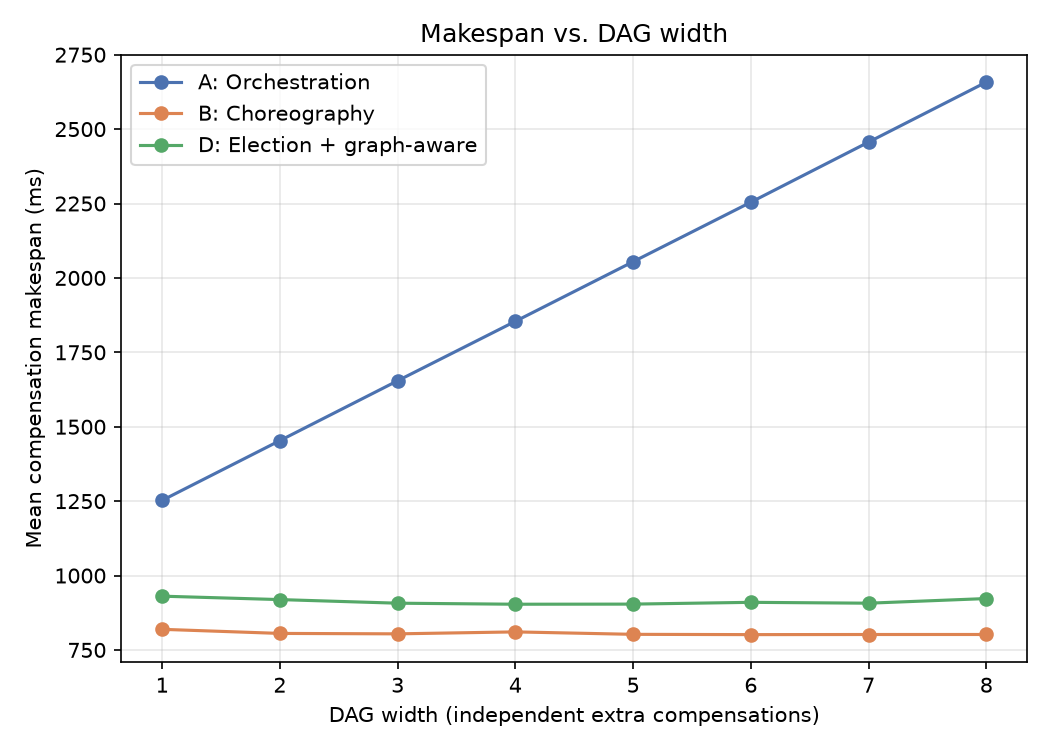 Makespan vs. DAG width
Mean compensation makespan (ms)
2750
2500
2250
2000
1750
1500
1250
1000
750
A: Orchestration
B: Choreography
D: Election + graph-aware
1 2 3 4 5 6 7 8
DAG width (independent extra compensations)